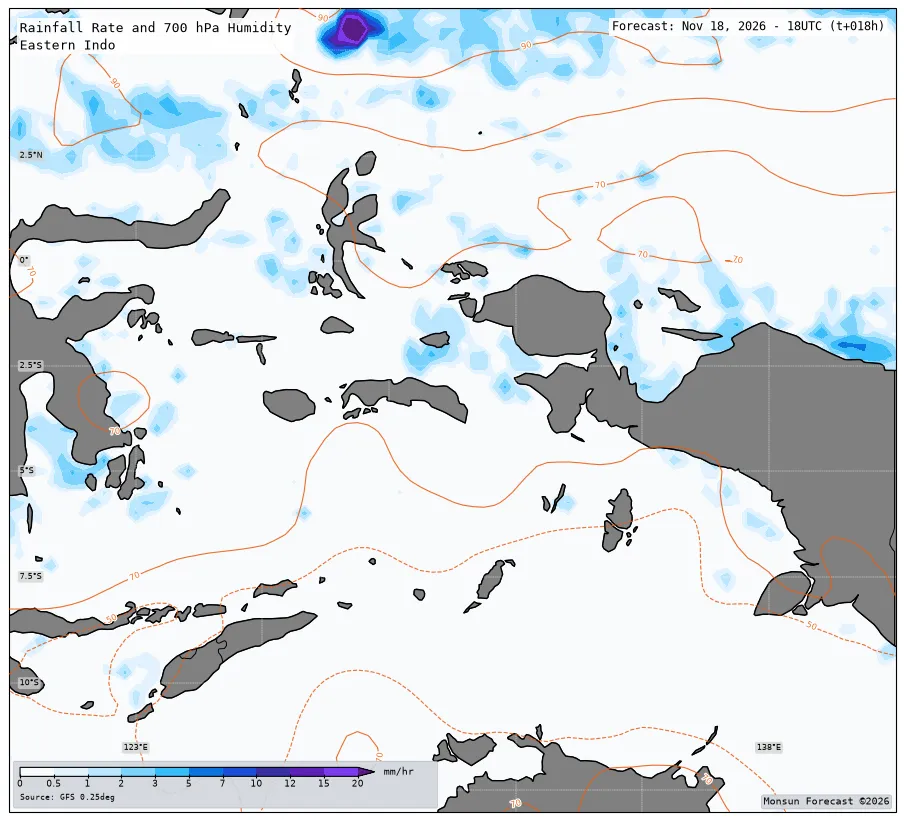 Rainfall Rate and 700 hPa Humidity
Eastern Indo
Forecast: Nov 18, 2026 - 18UTC (t+018h)
90
90
90
2.5°N
70
0°
70
70
70
2.5°S
70
5°S
7.5°S
70
50
50
10°S
123°E
138°E
70
70
70
mm/hr
0 0.5 1 2 3 5 7 10 12 15 20
Source: GFS 0.25deg
Monsun Forecast ©2026